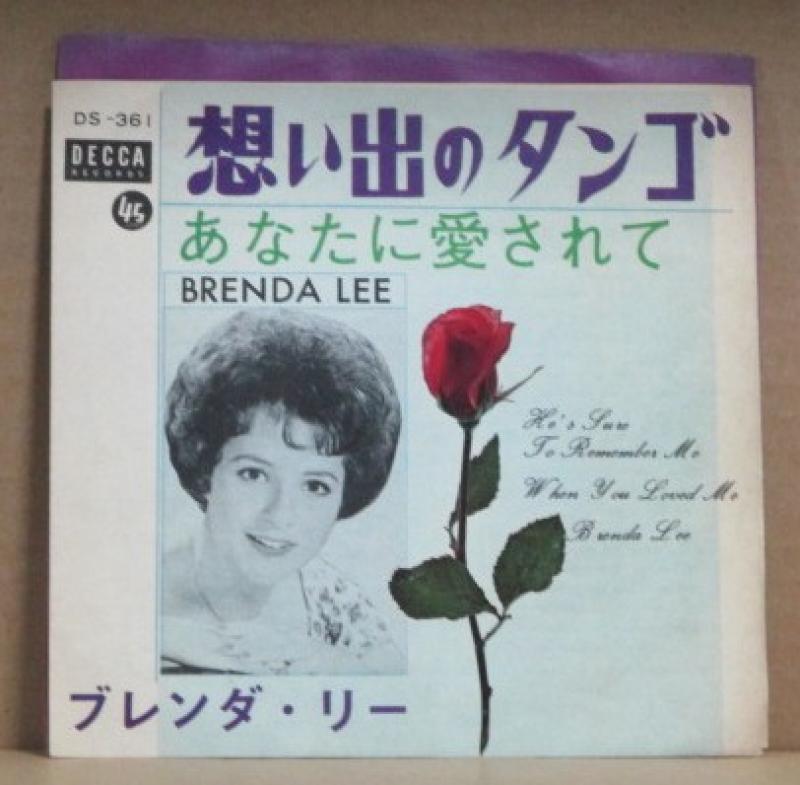 DS-361
DECCA
RECORDS
45
想い出のタンゴ
あなたに愛されて
BRENDA LEE
He's Sure
To Remember Me
When You Loved Me
Brenda Lee
ブレンダ・リー